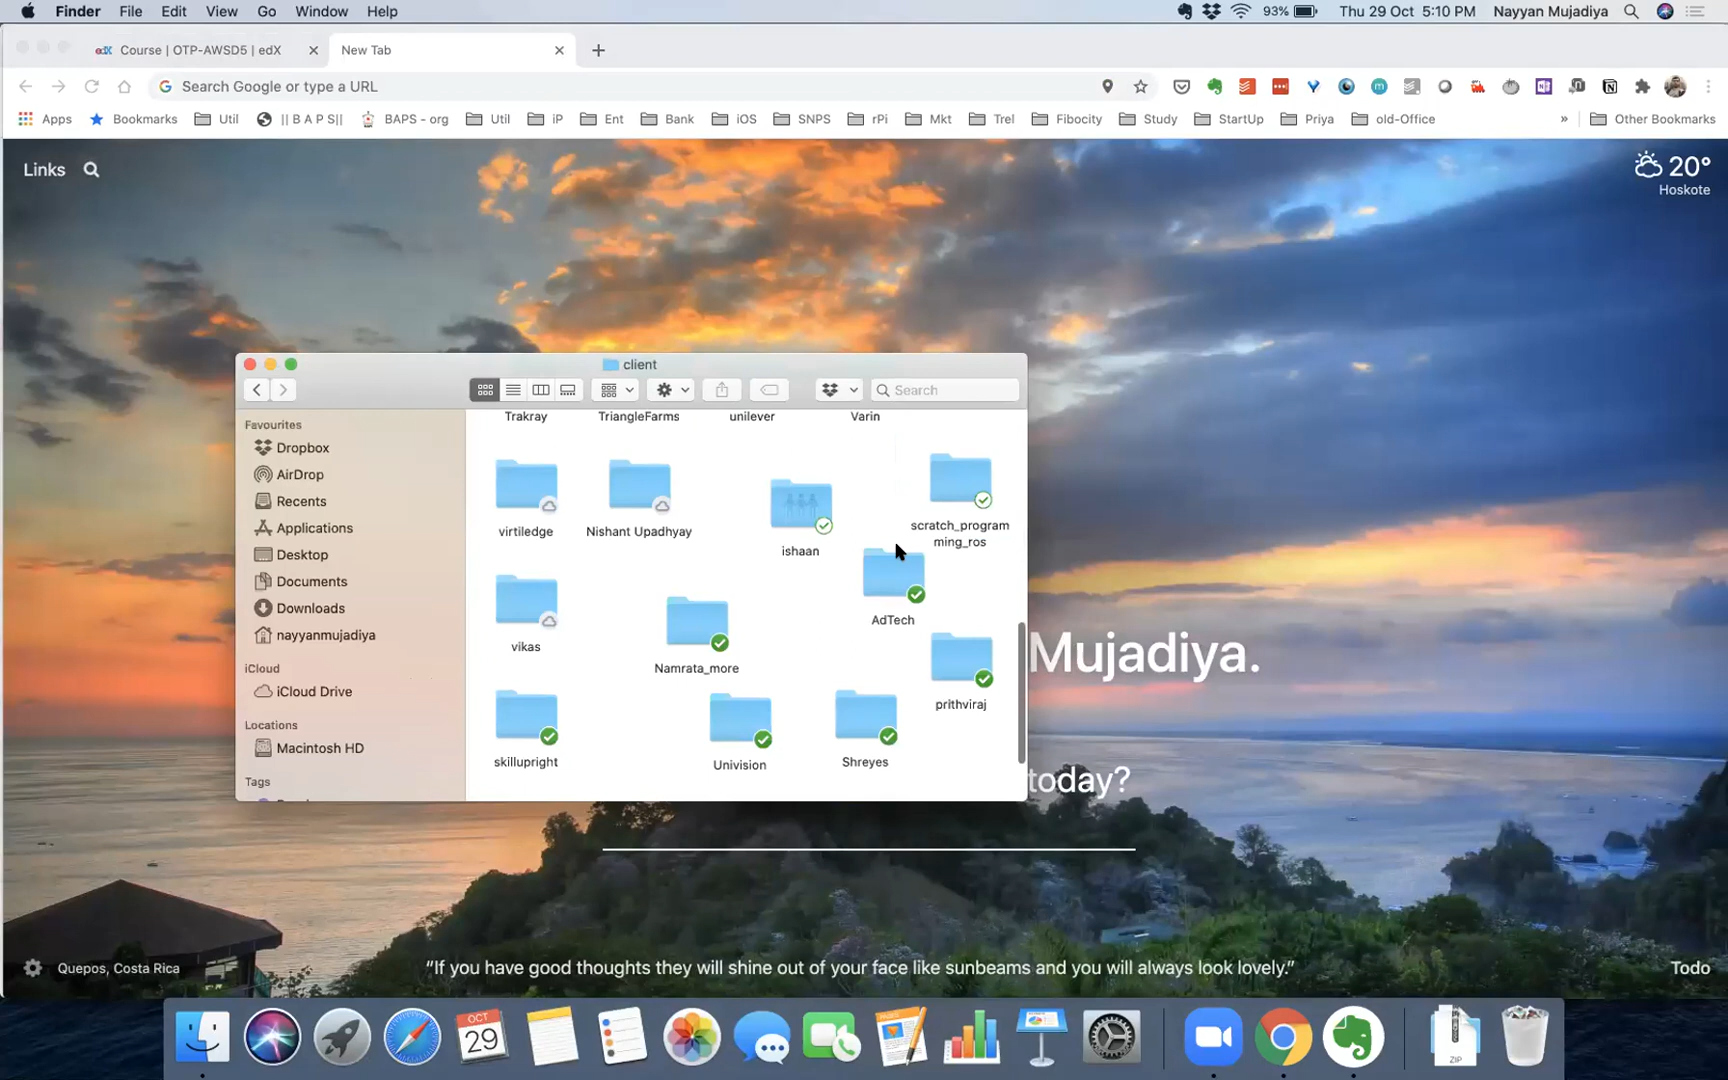 Finder File Edit View Go Window Help 93% Thu 29 Oct 5:10 PM Nayyan Mujadiya
edX Course | OTP-AWSD5 | edX New Tab
Search Google or type a URL
Apps Bookmarks Util || B A P S|| BAPS - org Util iP Ent Bank iOS SNPS rPi Mkt Trel Fibocity Study StartUp Priya old-Office » Other Bookmarks
Links
20°
Hoskote
client
Search
Favourites
Dropbox
AirDrop
Recents
Applications
Desktop
Documents
Downloads
nayyanmujadiya
iCloud
iCloud Drive
Locations
Macintosh HD
Tags
Trakray TriangleFarms unilever Varin
virtiledge Nishant Upadhyay ishaan scratch_program
ming_ros
AdTech
vikas Namrata_more
prithviraj
skillupright Univision Shreyes
Mujadiya.
today?
Quepos, Costa Rica
“If you have good thoughts they will shine out of your face like sunbeams and you will always look lovely.”
Todo
OCT
29
ZIP